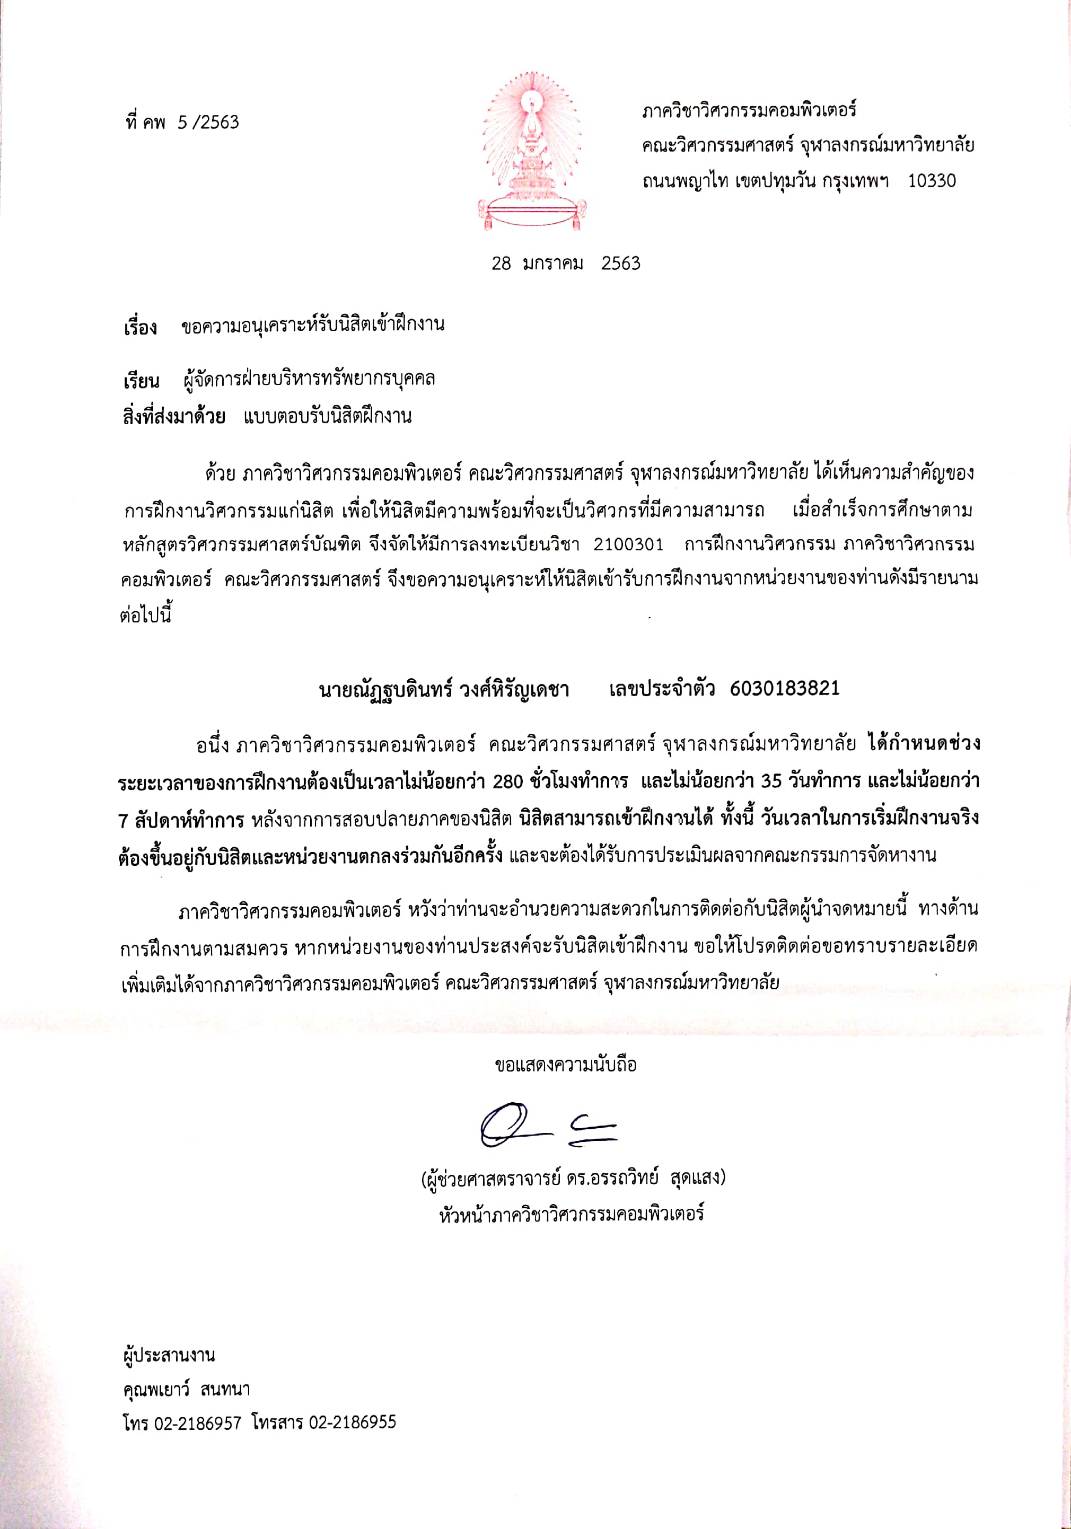 ที่ คพ 5 /2563
ภาควิชาวิศวกรรมคอมพิวเตอร์
คณะวิศวกรรมศาสตร์ จุฬาลงกรณ์มหาวิทยาลัย
ถนนพญาไท เขตปทุมวัน กรุงเทพฯ 10330
28 มกราคม 2563
เรื่อง ขอความอนุเคราะห์รับนิสิตเข้าฝึกงาน
เรียน ผู้จัดการฝ่ายบริหารทรัพยากรบุคคล
สิ่งที่ส่งมาด้วย แบบตอบรับนิสิตฝึกงาน
ด้วย ภาควิชาวิศวกรรมคอมพิวเตอร์ คณะวิศวกรรมศาสตร์ จุฬาลงกรณ์มหาวิทยาลัย ได้เห็นความสำคัญของ
การฝึกงานวิศวกรรมแก่นิสิต เพื่อให้นิสิตมีความพร้อมที่จะเป็นวิศวกรที่มีความสามารถ เมื่อสำเร็จการศึกษาตาม
หลักสูตรวิศวกรรมศาสตร์บัณฑิต จึงจัดให้มีการลงทะเบียนวิชา 2100301 การฝึกงานวิศวกรรม ภาควิชาวิศวกรรม
คอมพิวเตอร์ คณะวิศวกรรมศาสตร์ จึงขอความอนุเคราะห์ให้นิสิตเข้ารับการฝึกงานจากหน่วยงานของท่านดังมีรายนาม
ต่อไปนี้
นายณัฏฐบดินทร์ วงศ์หิรัญเดชา เลขประจำตัว 6030183821
อนึ่ง ภาควิชาวิศวกรรมคอมพิวเตอร์ คณะวิศวกรรมศาสตร์ จุฬาลงกรณ์มหาวิทยาลัย ได้กำหนดช่วง
ระยะเวลาของการฝึกงานต้องเป็นเวลาไม่น้อยกว่า 280 ชั่วโมงทำการ และไม่น้อยกว่า 35 วันทำการ และไม่น้อยกว่า
7 สัปดาห์ทำการ หลังจากการสอบปลายภาคของนิสิต นิสิตสามารถเข้าฝึกงานได้ ทั้งนี้ วันเวลาในการเริ่มฝึกงานจริง
ต้องขึ้นอยู่กับนิสิตและหน่วยงานตกลงร่วมกันอีกครั้ง และจะต้องได้รับการประเมินผลจากคณะกรรมการจัดหางาน
ภาควิชาวิศวกรรมคอมพิวเตอร์ หวังว่าท่านจะอำนวยความสะดวกในการติดต่อกับนิสิตผู้นำจดหมายนี้ ทางด้าน
การฝึกงานตามสมควร หากหน่วยงานของท่านประสงค์จะรับนิสิตเข้าฝึกงาน ขอให้โปรดติดต่อขอทราบรายละเอียด
เพิ่มเติมได้จากภาควิชาวิศวกรรมคอมพิวเตอร์ คณะวิศวกรรมศาสตร์ จุฬาลงกรณ์มหาวิทยาลัย
ขอแสดงความนับถือ
(ผู้ช่วยศาสตราจารย์ ดร.อรรถวิทย์ สุดแสง)
หัวหน้าภาควิชาวิศวกรรมคอมพิวเตอร์
ผู้ประสานงาน
คุณพเยาว์ สนทนา
โทร 02-2186957 โทรสาร 02-2186955